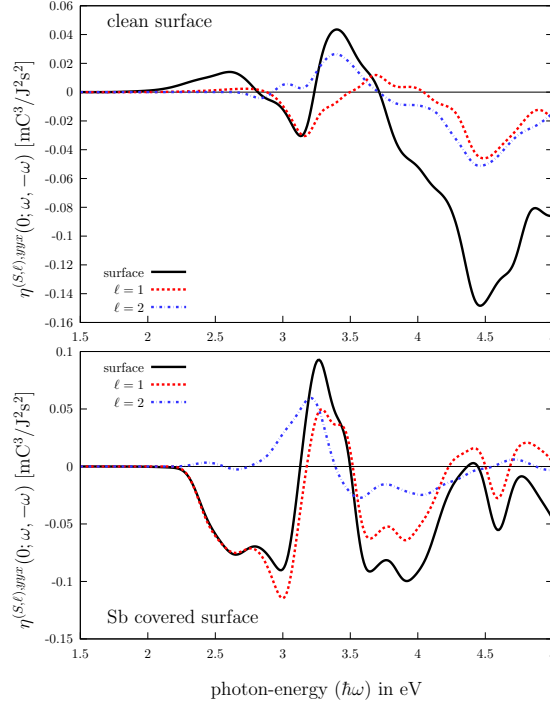 0.06
0.04
0.02
0
-0.02
-0.04
-0.06
-0.08
-0.1
-0.12
-0.14
-0.16
clean surface
η^{(S,ℓ),yyx}(0; ω, −ω) [mC³/J²s²]
surface
ℓ = 1
ℓ = 2
1.5 2 2.5 3 3.5 4 4.5 5
0.1
0.05
0
-0.05
-0.1
-0.15
surface
ℓ = 1
ℓ = 2
η^{(S,ℓ),yyx}(0; ω, −ω) [mC³/J²s²]
Sb covered surface
1.5 2 2.5 3 3.5 4 4.5 5
photon-energy (ℏω) in eV